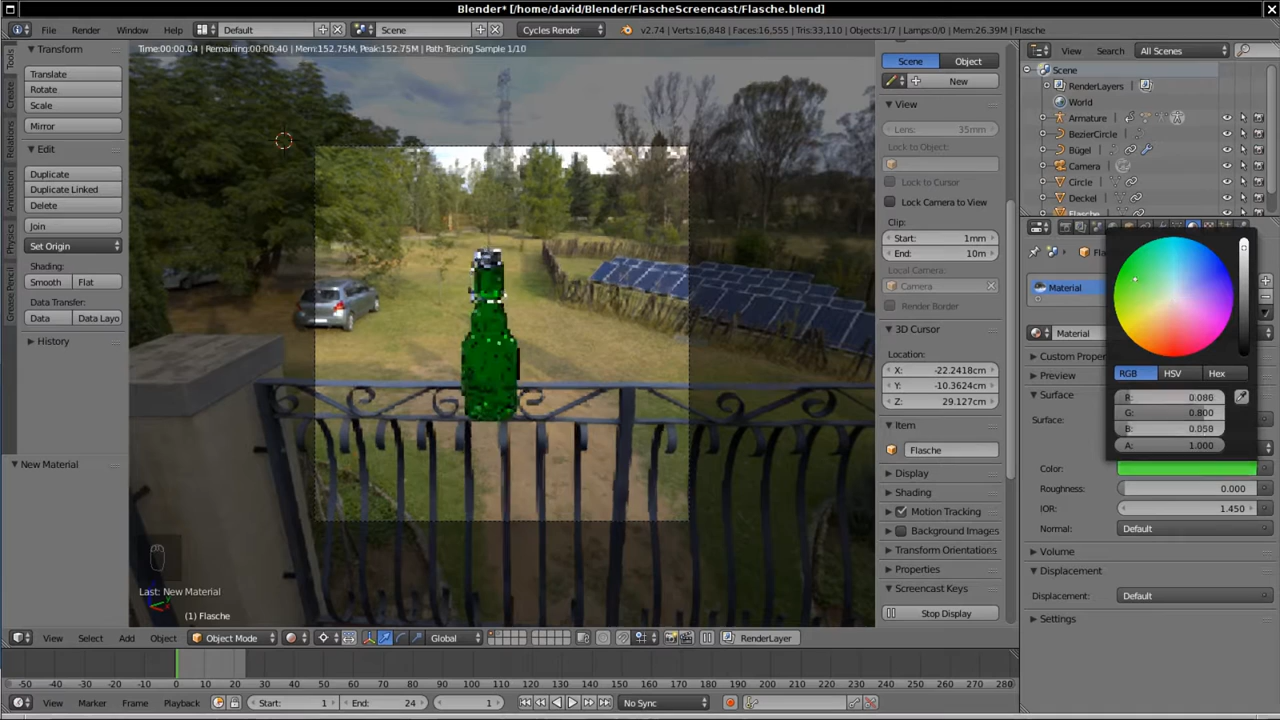 Blender* [/home/david/Blender/FlascheScreencast/Flasche.blend]
File Render Window Help Default Scene Cycles Render v2.74 | Verts:16,848 | Faces:16,555 | Tris:33,110 | Objects:1/7 | Lamps:0/0 | Mem:26.39M | Flasche
Time:00:00.04 | Remaining:00:00.40 | Mem:152.75M, Peak:152.75M | Path Tracing Sample 1/10
Tools
Create
Relations
Animation
Physics
Grease Pencil
Transform
Translate
Rotate
Scale
Mirror
Edit
Duplicate
Duplicate Linked
Delete
Join
Set Origin
Shading:
Smooth Flat
Data Transfer:
Data Data Layo
History
New Material
Last: New Material
(1) Flasche
Scene Object
New
View
Lens: 35mm
Lock to Object:
Lock to Cursor
Lock Camera to View
Clip:
Start: 1mm
End: 10m
Local Camera:
Camera
Render Border
3D Cursor
Location:
X: -22.2418cm
Y: -10.3624cm
Z: 29.127cm
Item
Flasche
Display
Shading
Motion Tracking
Background Images
Transform Orientations
Properties
Screencast Keys
Stop Display
View Search All Scenes
Scene
RenderLayers
World
Armature
BezierCircle
Bügel
Camera
Circle
Deckel
Flasche
Fla
Material
Material
Custom Proper
Preview
Surface
Surface:
RGB HSV Hex
R: 0.080
G: 0.800
B: 0.050
A: 1.000
Color:
Roughness: 0.000
IOR: 1.450
Normal: Default
Volume
Displacement
Displacement: Default
Settings
View Select Add Object Object Mode Global RenderLayer
-50 -40 -30 -20 -10 0 10 20 30 40 50 60 70 80 90 100 110 120 130 140 150 160 170 180 190 200 210 220 230 240 250 260 270 280
View Marker Frame Playback Start: 1 End: 24 1 No Sync